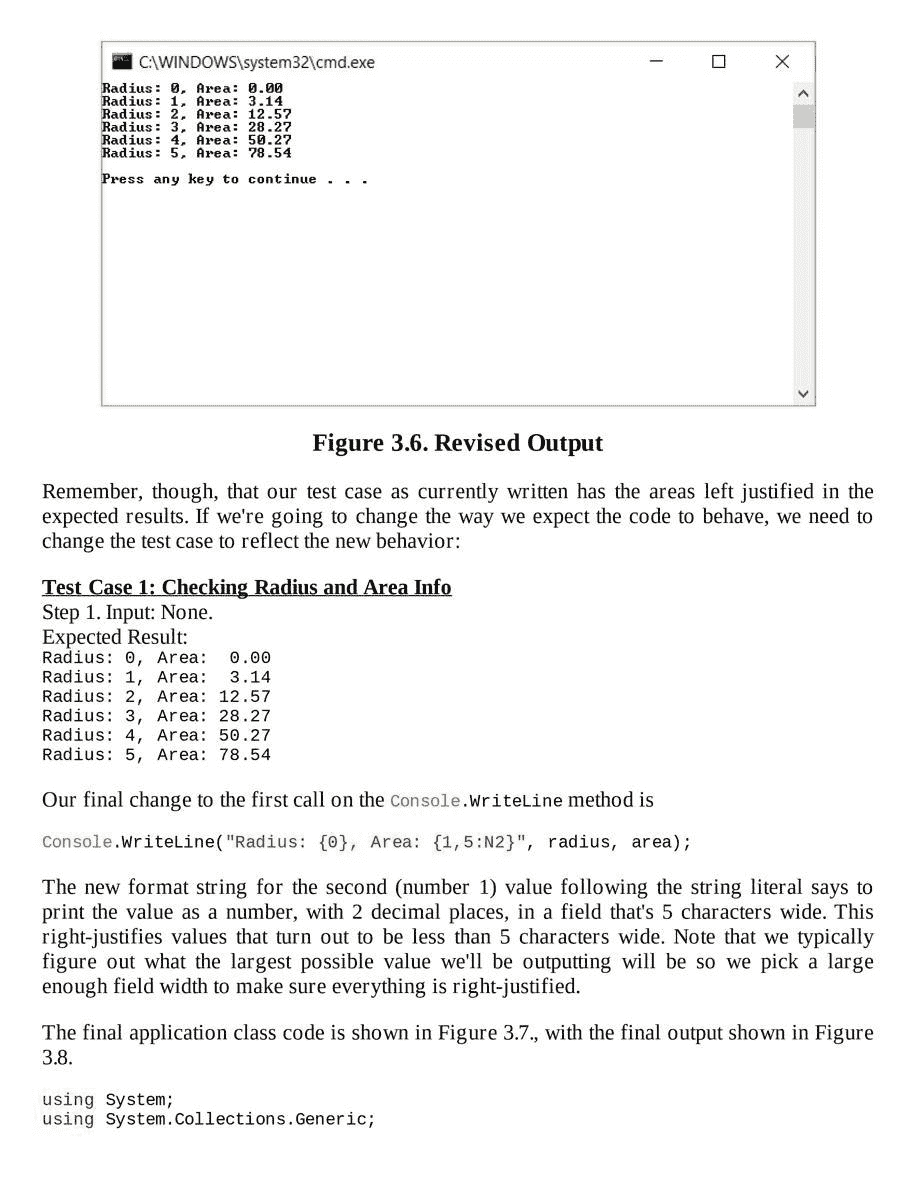 C:\WINDOWS\system32\cmd.exe
Radius: 0, Area: 0.00
Radius: 1, Area: 3.14
Radius: 2, Area: 12.57
Radius: 3, Area: 28.27
Radius: 4, Area: 50.27
Radius: 5, Area: 78.54
Press any key to continue . . .
Figure 3.6. Revised Output
Remember, though, that our test case as currently written has the areas left justified in the
expected results. If we're going to change the way we expect the code to behave, we need to
change the test case to reflect the new behavior:
Test Case 1: Checking Radius and Area Info
Step 1. Input: None.
Expected Result:
Radius: 0, Area:  0.00
Radius: 1, Area:  3.14
Radius: 2, Area: 12.57
Radius: 3, Area: 28.27
Radius: 4, Area: 50.27
Radius: 5, Area: 78.54
Our final change to the first call on the Console.WriteLine method is
Console.WriteLine("Radius: {0}, Area: {1,5:N2}", radius, area);
The new format string for the second (number 1) value following the string literal says to
print the value as a number, with 2 decimal places, in a field that's 5 characters wide. This
right-justifies values that turn out to be less than 5 characters wide. Note that we typically
figure out what the largest possible value we'll be outputting will be so we pick a large
enough field width to make sure everything is right-justified.
The final application class code is shown in Figure 3.7., with the final output shown in Figure
3.8.
using System;
using System.Collections.Generic;